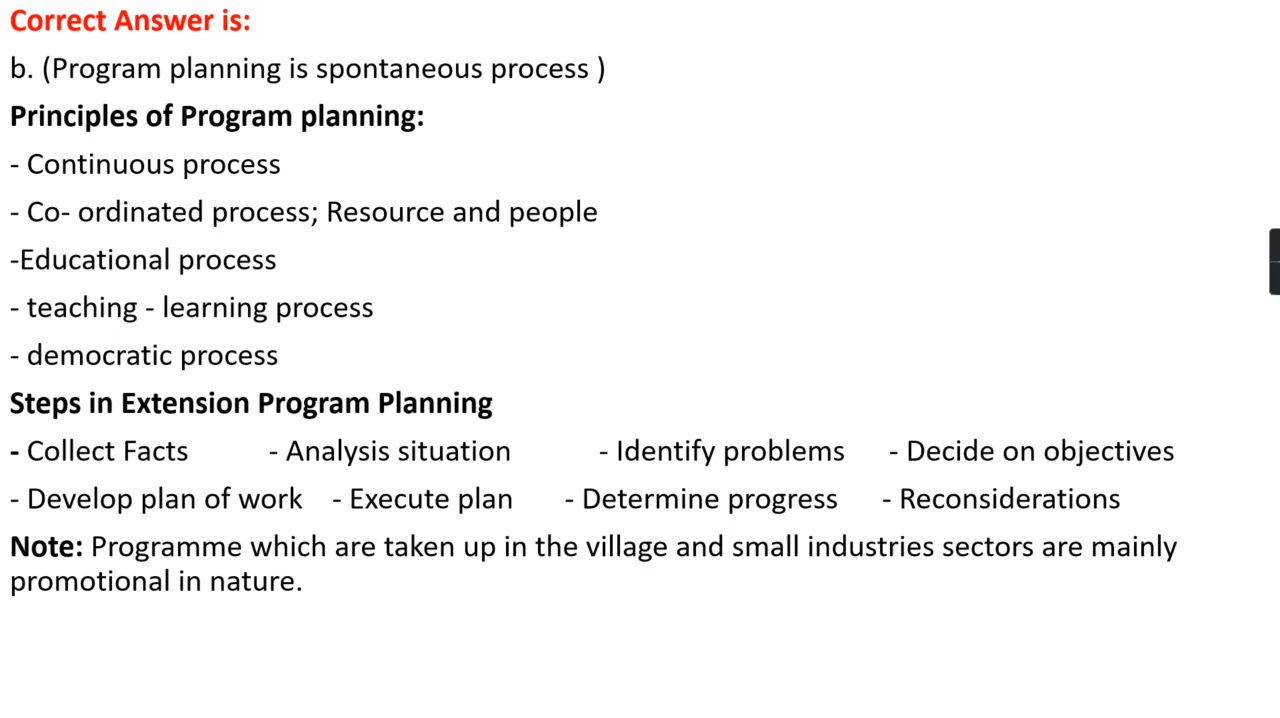 Correct Answer is:
b. (Program planning is spontaneous process )
Principles of Program planning:
- Continuous process
- Co- ordinated process; Resource and people
-Educational process
- teaching - learning process
- democratic process
Steps in Extension Program Planning
- Collect Facts - Analysis situation - Identify problems - Decide on objectives
- Develop plan of work - Execute plan - Determine progress - Reconsiderations
Note: Programme which are taken up in the village and small industries sectors are mainly
promotional in nature.